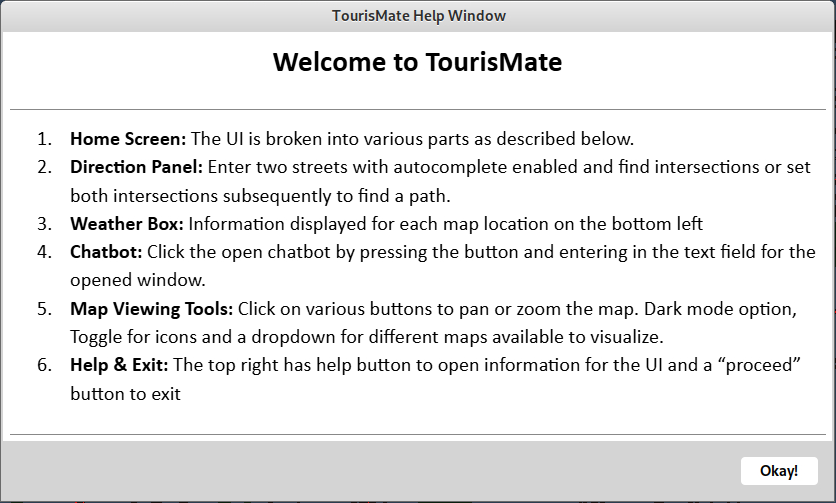 TourisMate Help Window
Welcome to TourisMate
1. Home Screen: The UI is broken into various parts as described below.
2. Direction Panel: Enter two streets with autocomplete enabled and find intersections or set
both intersections subsequently to find a path.
3. Weather Box: Information displayed for each map location on the bottom left
4. Chatbot: Click the open chatbot by pressing the button and entering in the text field for the
opened window.
5. Map Viewing Tools: Click on various buttons to pan or zoom the map. Dark mode option,
Toggle for icons and a dropdown for different maps available to visualize.
6. Help & Exit: The top right has help button to open information for the UI and a “proceed”
button to exit
Okay!